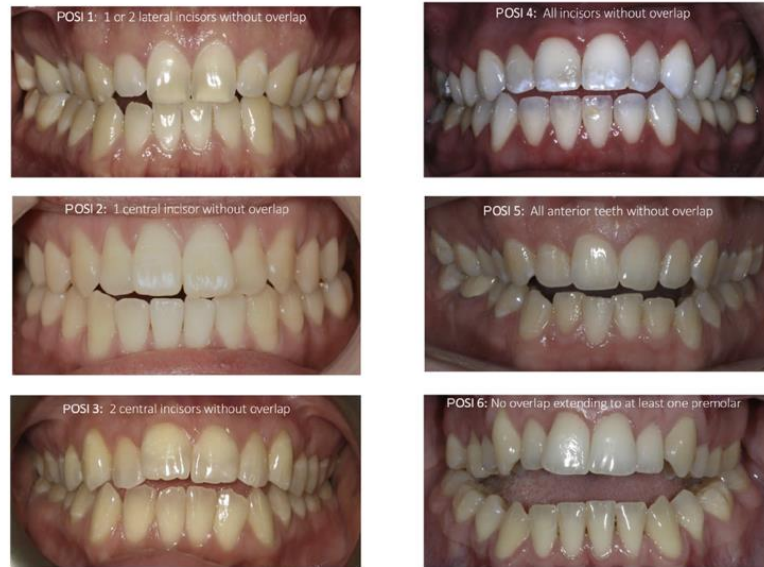 POSI 1: 1 or 2 lateral incisors without overlap
POSI 2: 1 central incisor without overlap
POSI 3: 2 central incisors without overlap
POSI 4: All incisors without overlap
POSI 5: All anterior teeth without overlap
POSI 6: No overlap extending to at least one premolar